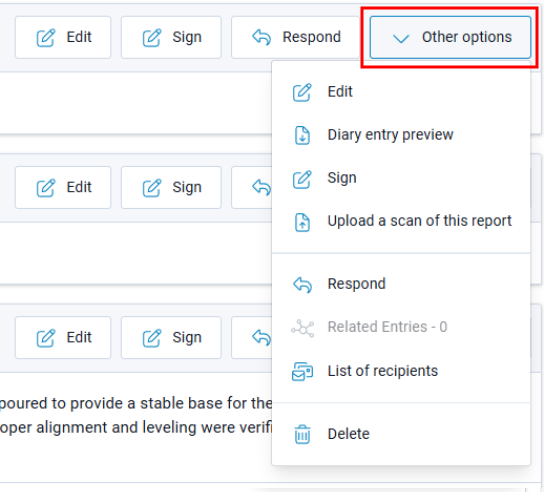 Edit Sign Respond Other options
Edit
Diary entry preview
Sign
Upload a scan of this report
Edit Sign
Respond
Related Entries - 0
Edit Sign
List of recipients
poured to provide a stable base for the
oper alignment and leveling were verifi
Delete